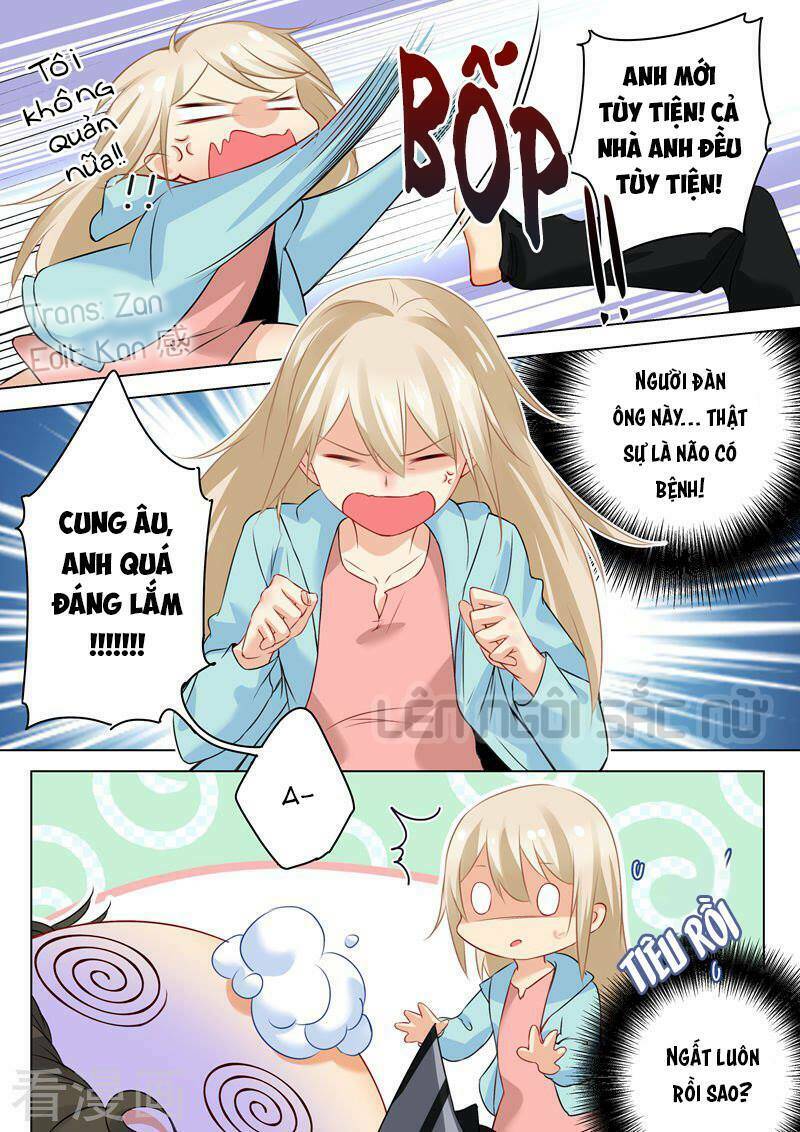 Tôi
không
quản
nữa!!
!!
BỐP
!!
ANH MỚI
TÙY TIỆN! CẢ
NHÀ ANH ĐỀU
TÙY TIỆN!
Trans: Zan
Edit: Kan 感
NGƯỜI ĐÀN
ÔNG NÀY... THẬT
SỰ LÀ NÃO CÓ
BỆNH!
CUNG ÂU,
ANH QUÁ
ĐÁNG LẮM
!!!!!!!
LÊN NGÔI SẮC NỮ
A-
TIÊU RỒI
NGẤT LUÔN
RỒI SAO?
看漫画